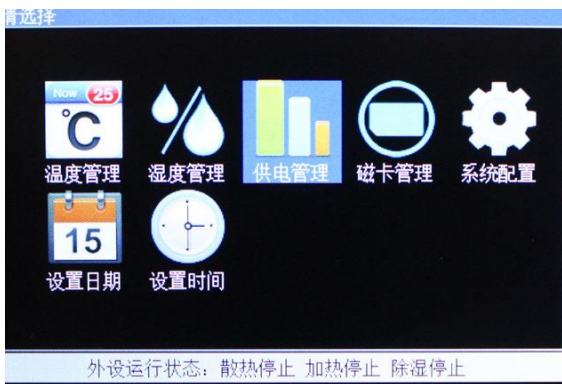 请选择
Now 25
℃
温度管理 湿度管理 供电管理 磁卡管理 系统配置
15
设置日期 设置时间
外设运行状态：散热停止 加热停止 除湿停止